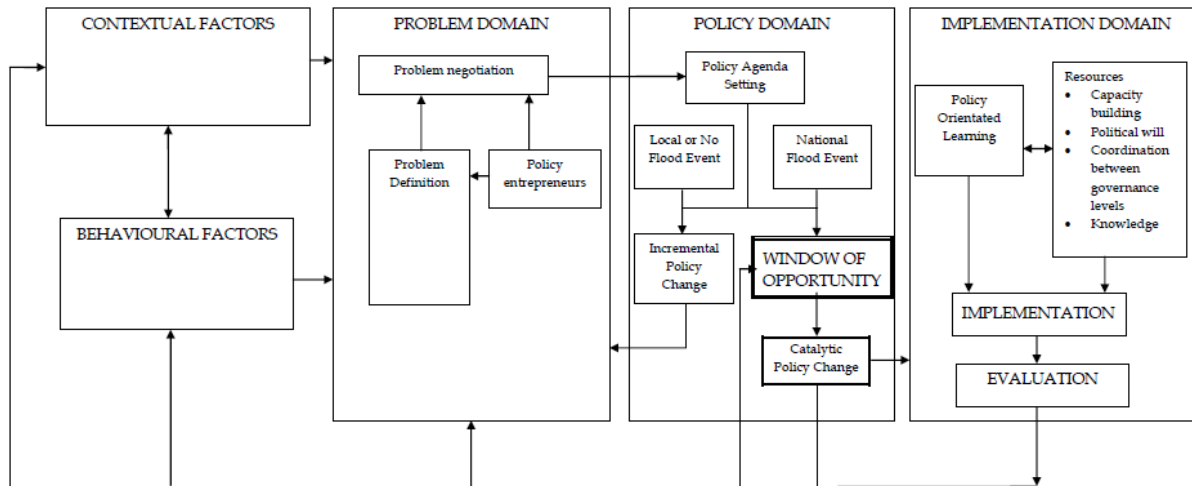 CONTEXTUAL FACTORS
BEHAVIOURAL FACTORS
PROBLEM DOMAIN
Problem negotiation
Problem
Definition
Policy
entrepreneurs
POLICY DOMAIN
Policy Agenda
Setting
Local or No
Flood Event
National
Flood Event
Incremental
Policy
Change
WINDOW OF
OPPORTUNITY
Catalytic
Policy Change
IMPLEMENTATION DOMAIN
Policy
Orientated
Learning
Resources
• Capacity
building
• Political will
• Coordination
between
governance
levels
• Knowledge
IMPLEMENTATION
EVALUATION